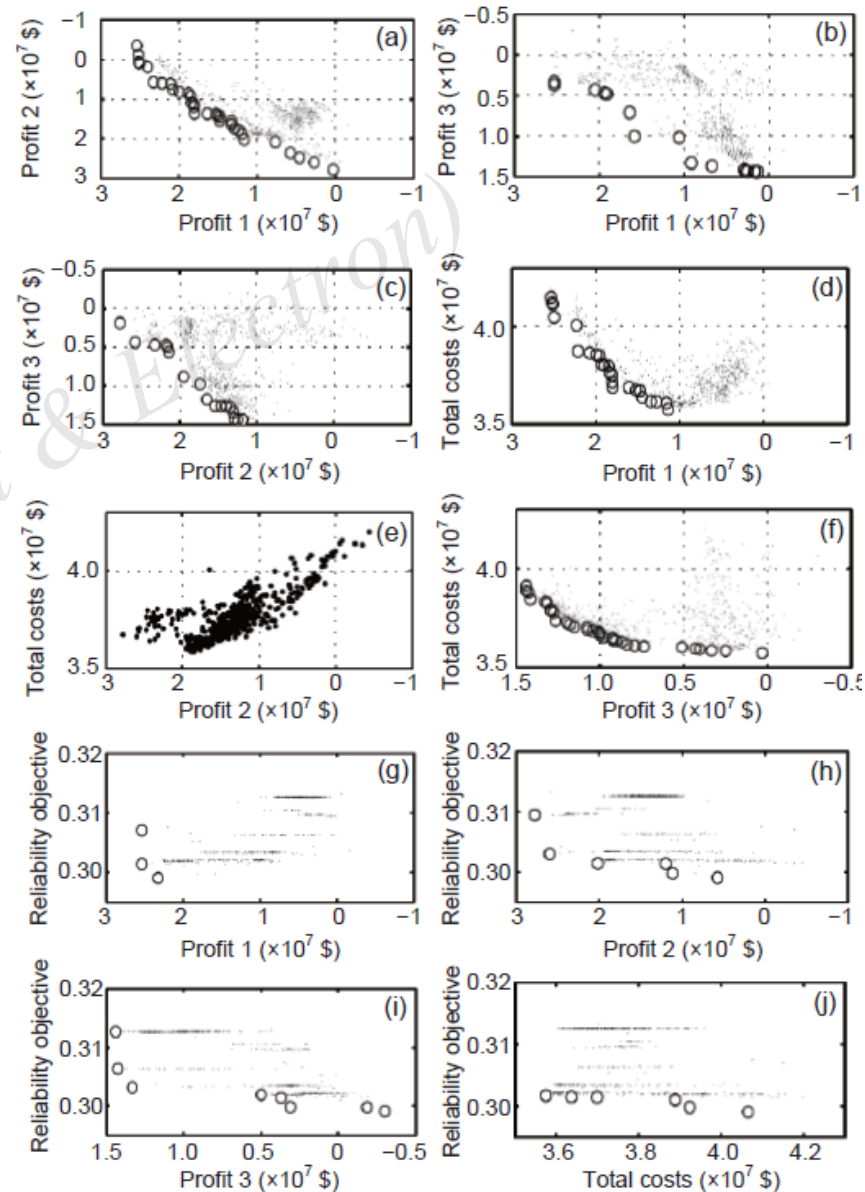 −1
0
1
2
3
Profit 2 (×10⁷ $)
(a)
3
2
1
0
−1
Profit 1 (×10⁷ $)
−0.5
0
0.5
1.0
1.5
Profit 3 (×10⁷ $)
(b)
3
2
1
0
−1
Profit 1 (×10⁷ $)
−0.5
0
0.5
1.0
1.5
Profit 3 (×10⁷ $)
(c)
3
2
1
0
−1
Profit 2 (×10⁷ $)
4.0
3.5
Total costs (×10⁷ $)
(d)
3
2
1
0
−1
Profit 1 (×10⁷ $)
4.0
3.5
Total costs (×10⁷ $)
(e)
3
2
1
0
−1
Profit 2 (×10⁷ $)
4.0
3.5
Total costs (×10⁷ $)
(f)
1.5
1.0
0.5
0
−0.5
Profit 3 (×10⁷ $)
0.32
0.31
0.30
Reliability objective
(g)
3
2
1
0
−1
Profit 1 (×10⁷ $)
0.32
0.31
0.30
Reliability objective
(h)
3
2
1
0
−1
Profit 2 (×10⁷ $)
0.32
0.31
0.30
Reliability objective
(i)
1.5
1.0
0.5
0
−0.5
Profit 3 (×10⁷ $)
0.32
0.31
0.30
Reliability objective
(j)
3.6
3.8
4.0
4.2
Total costs (×10⁷ $)
& Electron)